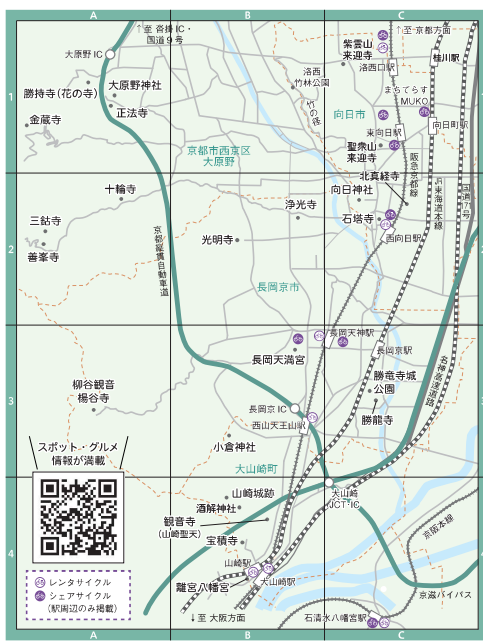 A
B
C
↑至 沓掛IC・
国道9号
大原野IC
紫雲山
来迎寺
洛西口駅
↑至 京都方面
桂川駅
洛西
竹林公園
竹の径
まちてらす
MUKO
向日町駅
向日市
東向日駅
聖衆山
来迎寺
勝持寺(花の寺)
大原野神社
正法寺
金蔵寺
1
1
京都市西京区
大原野
北真経寺
阪急京都線
JR東海道本線
国道171号
十輪寺
向日神社
浄光寺
石塔寺
西向日駅
三鈷寺
善峯寺
光明寺
京都縦貫自動車道
2
2
長岡京市
長岡天神駅
長岡天満宮
長岡京駅
名神高速道路
勝竜寺城
公園
勝龍寺
柳谷観音
楊谷寺
長岡京IC
西山天王山駅
3
3
小倉神社
大山崎町
スポット・グルメ
情報が満載
山崎城跡
酒解神社
観音寺
(山崎聖天)
宝積寺
大山崎
JCT・IC
京阪本線
山崎駅
大山崎駅
離宮八幡宮
京滋バイパス
4
4
レンタサイクル
シェアサイクル
(駅周辺のみ掲載)
↓至 大阪方面
石清水八幡宮駅
A
B
C